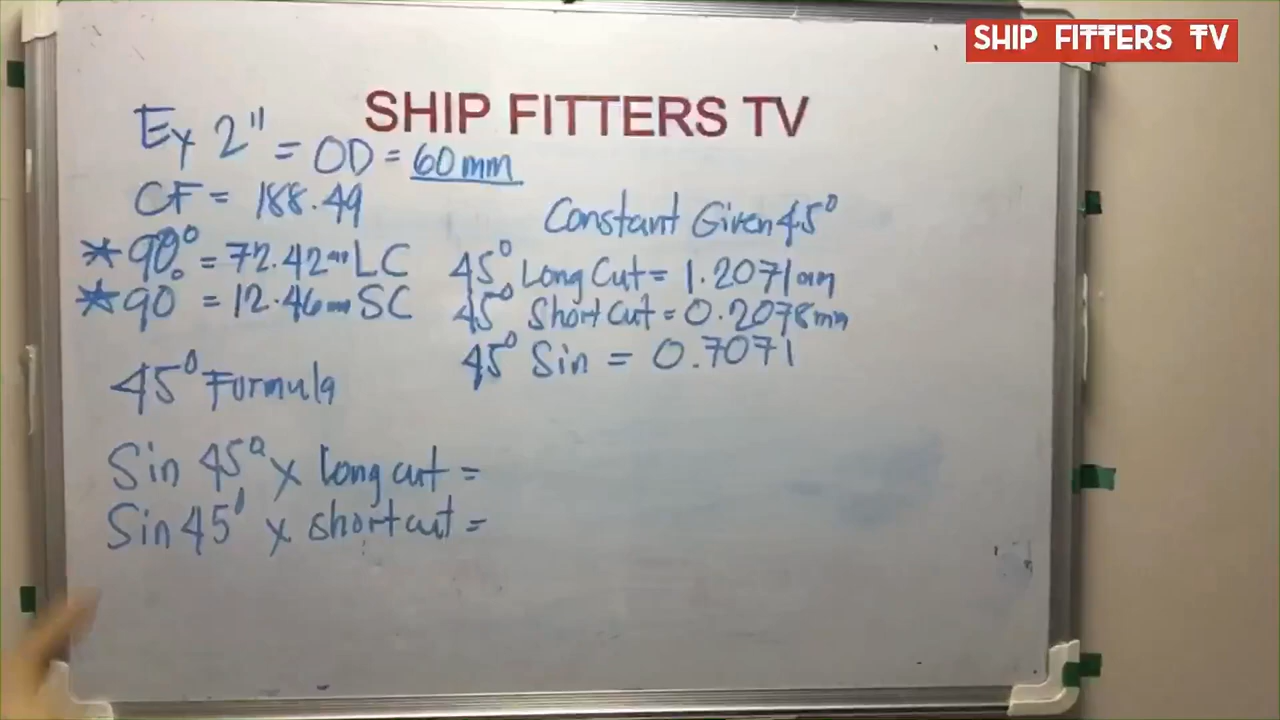 SHIP FITTERS TV
SHIP FITTERS TV
Ex 2" = OD = 60mm
CF = 188.49
*90° = 72.42mm LC
*90° = 12.46mm SC
45° Formula
Sin 45° x long cut =
Sin 45° x short cut =
Constant Given 45°
45° Long Cut = 1.2071mm
45° Short Cut = 0.2078mm
45° Sin = 0.7071